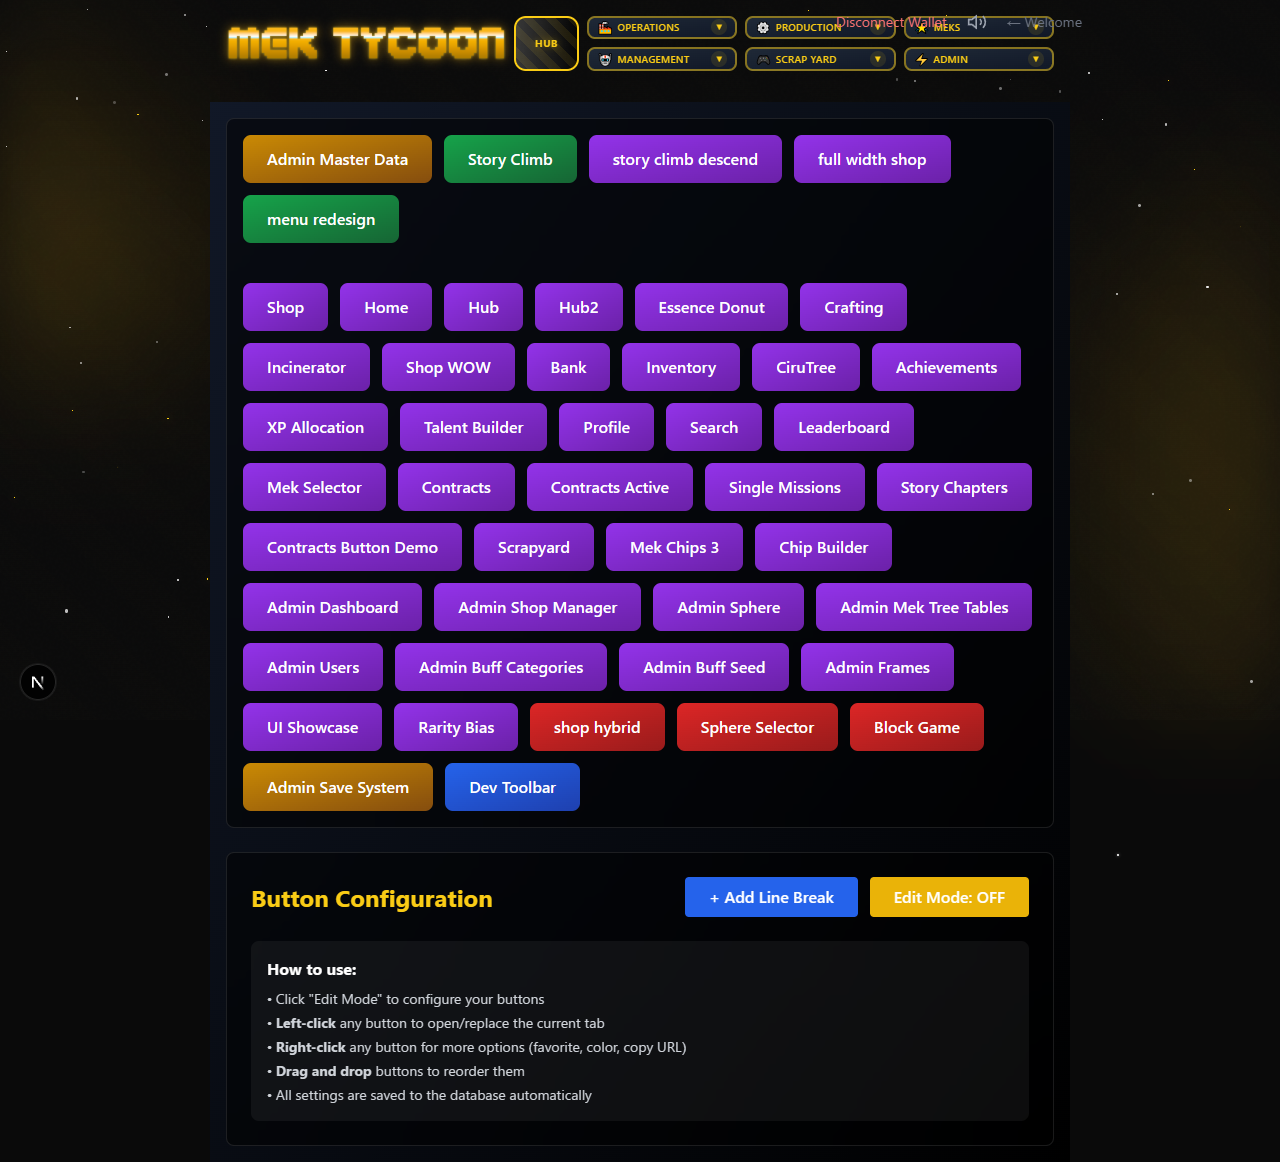 MEK TYCOON
HUB
OPERATIONS
PRODUCTION
MEKS
MANAGEMENT
SCRAP YARD
ADMIN
Disconnect Wallet
← Welcome
Admin Master Data
Story Climb
story climb descend
full width shop
menu redesign
Shop
Home
Hub
Hub2
Essence Donut
Crafting
Incinerator
Shop WOW
Bank
Inventory
CiruTree
Achievements
XP Allocation
Talent Builder
Profile
Search
Leaderboard
Mek Selector
Contracts
Contracts Active
Single Missions
Story Chapters
Contracts Button Demo
Scrapyard
Mek Chips 3
Chip Builder
Admin Dashboard
Admin Shop Manager
Admin Sphere
Admin Mek Tree Tables
Admin Users
Admin Buff Categories
Admin Buff Seed
Admin Frames
UI Showcase
Rarity Bias
shop hybrid
Sphere Selector
Block Game
Admin Save System
Dev Toolbar
N
Button Configuration
+ Add Line Break
Edit Mode: OFF
How to use:
• Click "Edit Mode" to configure your buttons
• Left-click any button to open/replace the current tab
• Right-click any button for more options (favorite, color, copy URL)
• Drag and drop buttons to reorder them
• All settings are saved to the database automatically